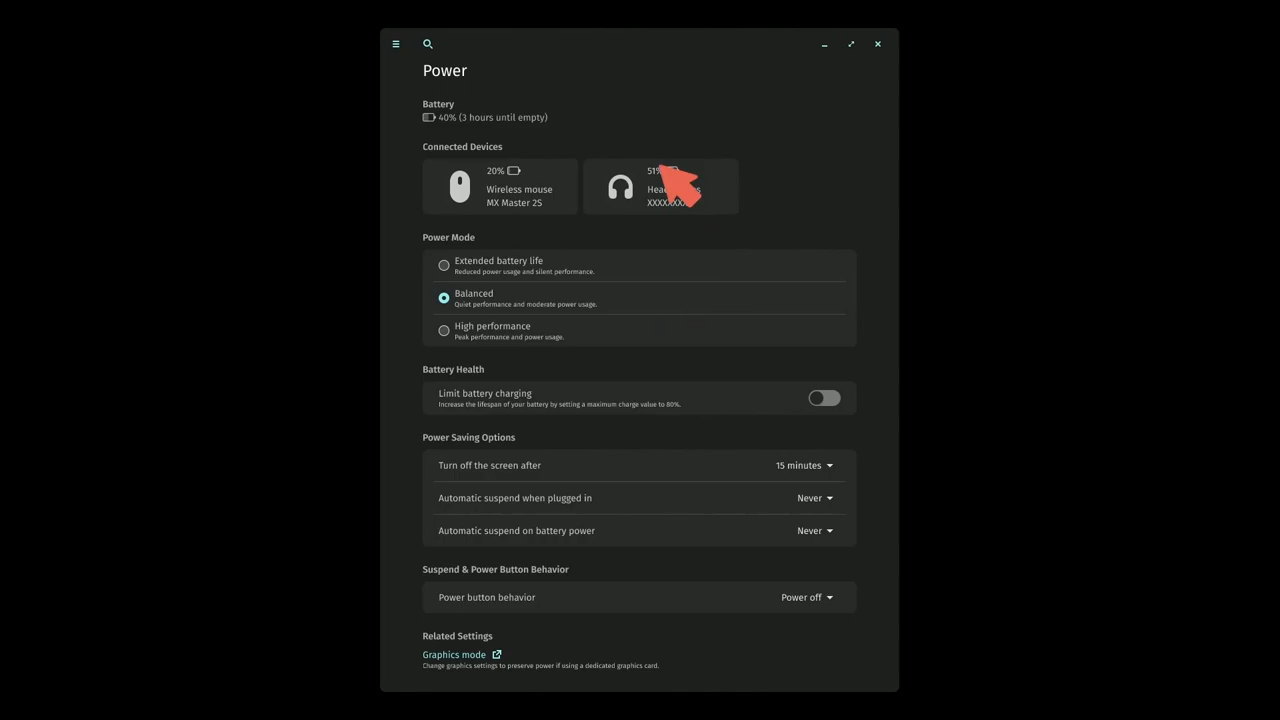 Power
Battery
40% (3 hours until empty)
Connected Devices
20%
Wireless mouse
MX Master 2S
51%
Power Mode
Extended battery life
Reduced power usage and silent performance.
Balanced
Quiet performance and moderate power usage.
High performance
Peak performance and power usage.
Battery Health
Limit battery charging
Increase the lifespan of your battery by setting a maximum charge value to 80%.
Power Saving Options
Turn off the screen after 15 minutes
Automatic suspend when plugged in Never
Automatic suspend on battery power Never
Suspend & Power Button Behavior
Power button behavior Power off
Related Settings
Graphics mode
Change graphics settings to preserve power if using a dedicated graphics card.